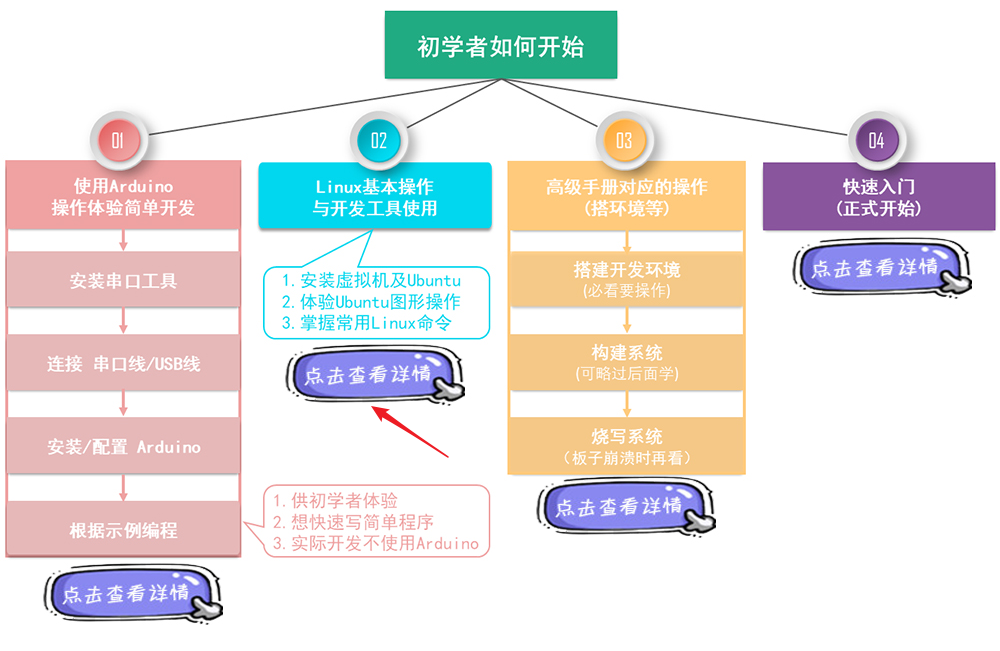 初学者如何开始
01
使用Arduino
操作体验简单开发
安装串口工具
连接 串口线/USB线
安装/配置 Arduino
根据示例编程
1. 供初学者体验
2. 想快速写简单程序
3. 实际开发不使用Arduino
点击查看详情
02
Linux基本操作
与开发工具使用
1. 安装虚拟机及Ubuntu
2. 体验Ubuntu图形操作
3. 掌握常用Linux命令
点击查看详情
03
高级手册对应的操作
(搭环境等)
搭建开发环境
(必看要操作)
构建系统
(可略过后面学)
烧写系统
（板子崩溃时再看）
点击查看详情
04
快速入门
(正式开始)
点击查看详情